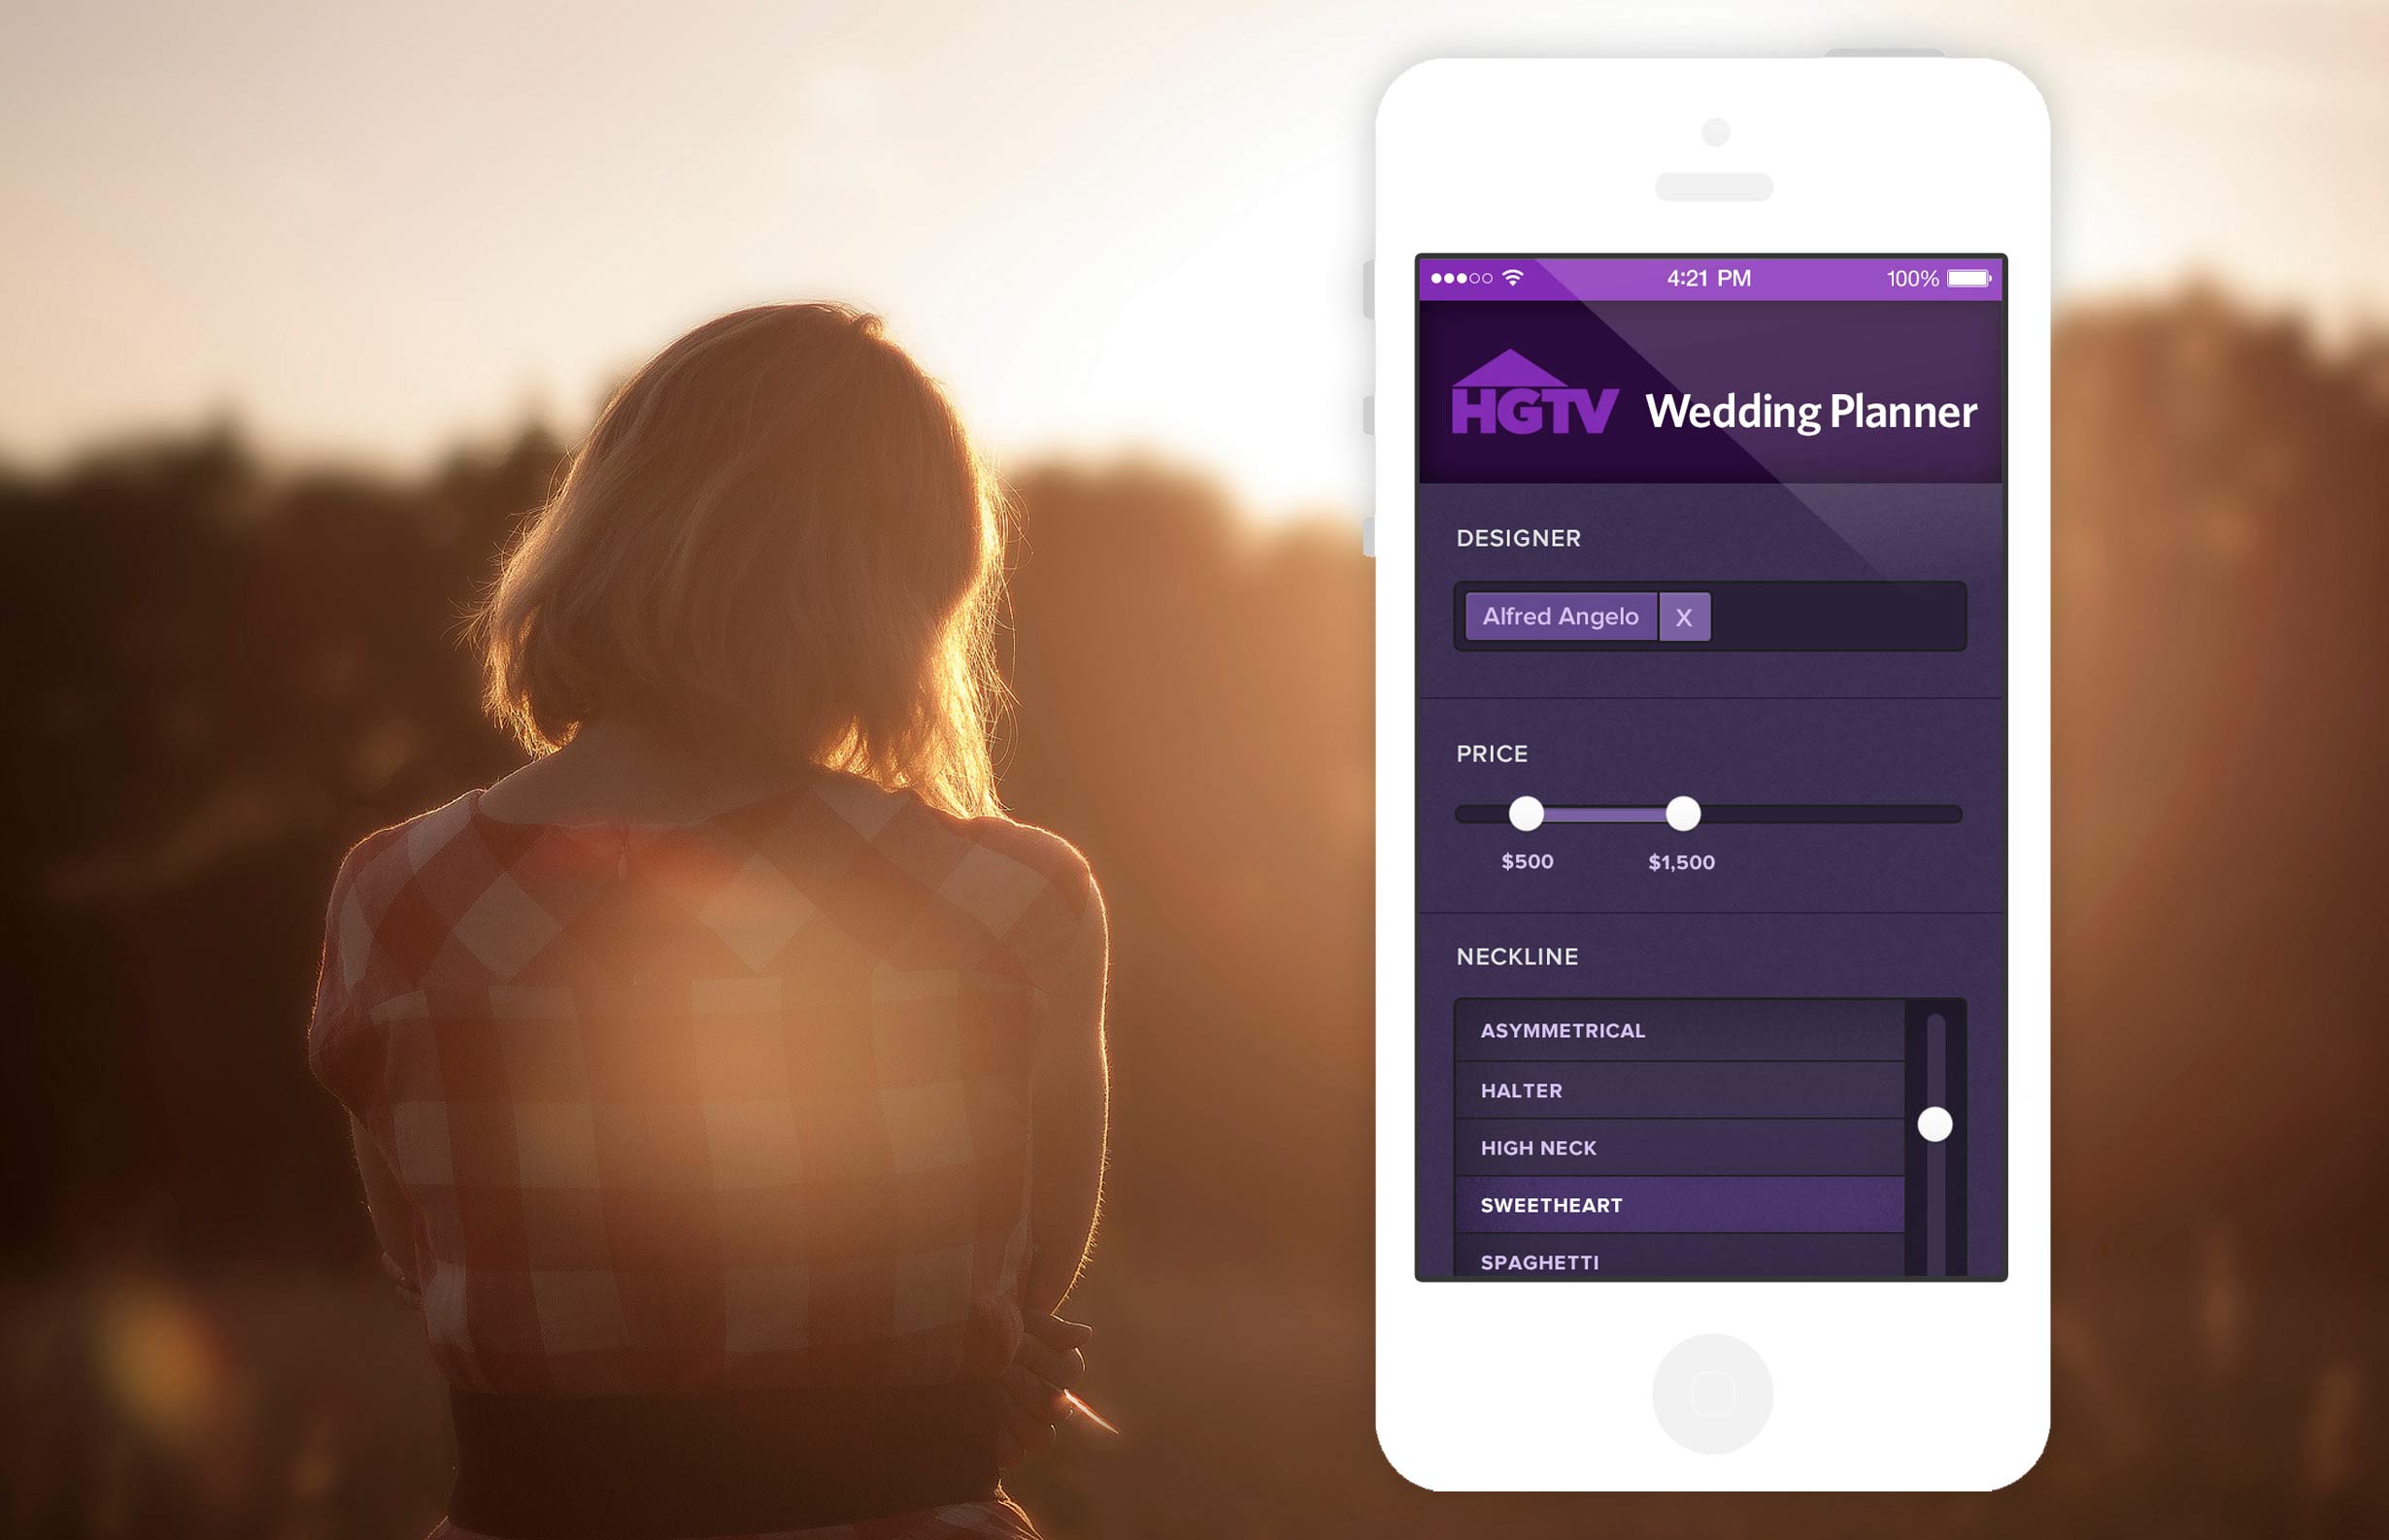 4:21 PM 100%
HGTV Wedding Planner
DESIGNER
Alfred Angelo X
PRICE
$500 $1,500
NECKLINE
ASYMMETRICAL
HALTER
HIGH NECK
SWEETHEART
SPAGHETTI